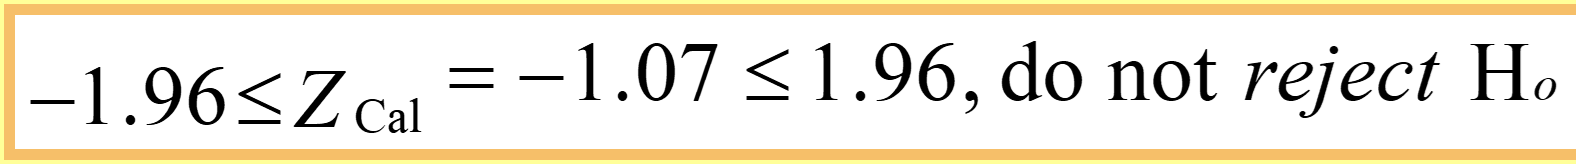 −1.96 ≤ Z Cal = −1.07 ≤ 1.96, do not reject Ho